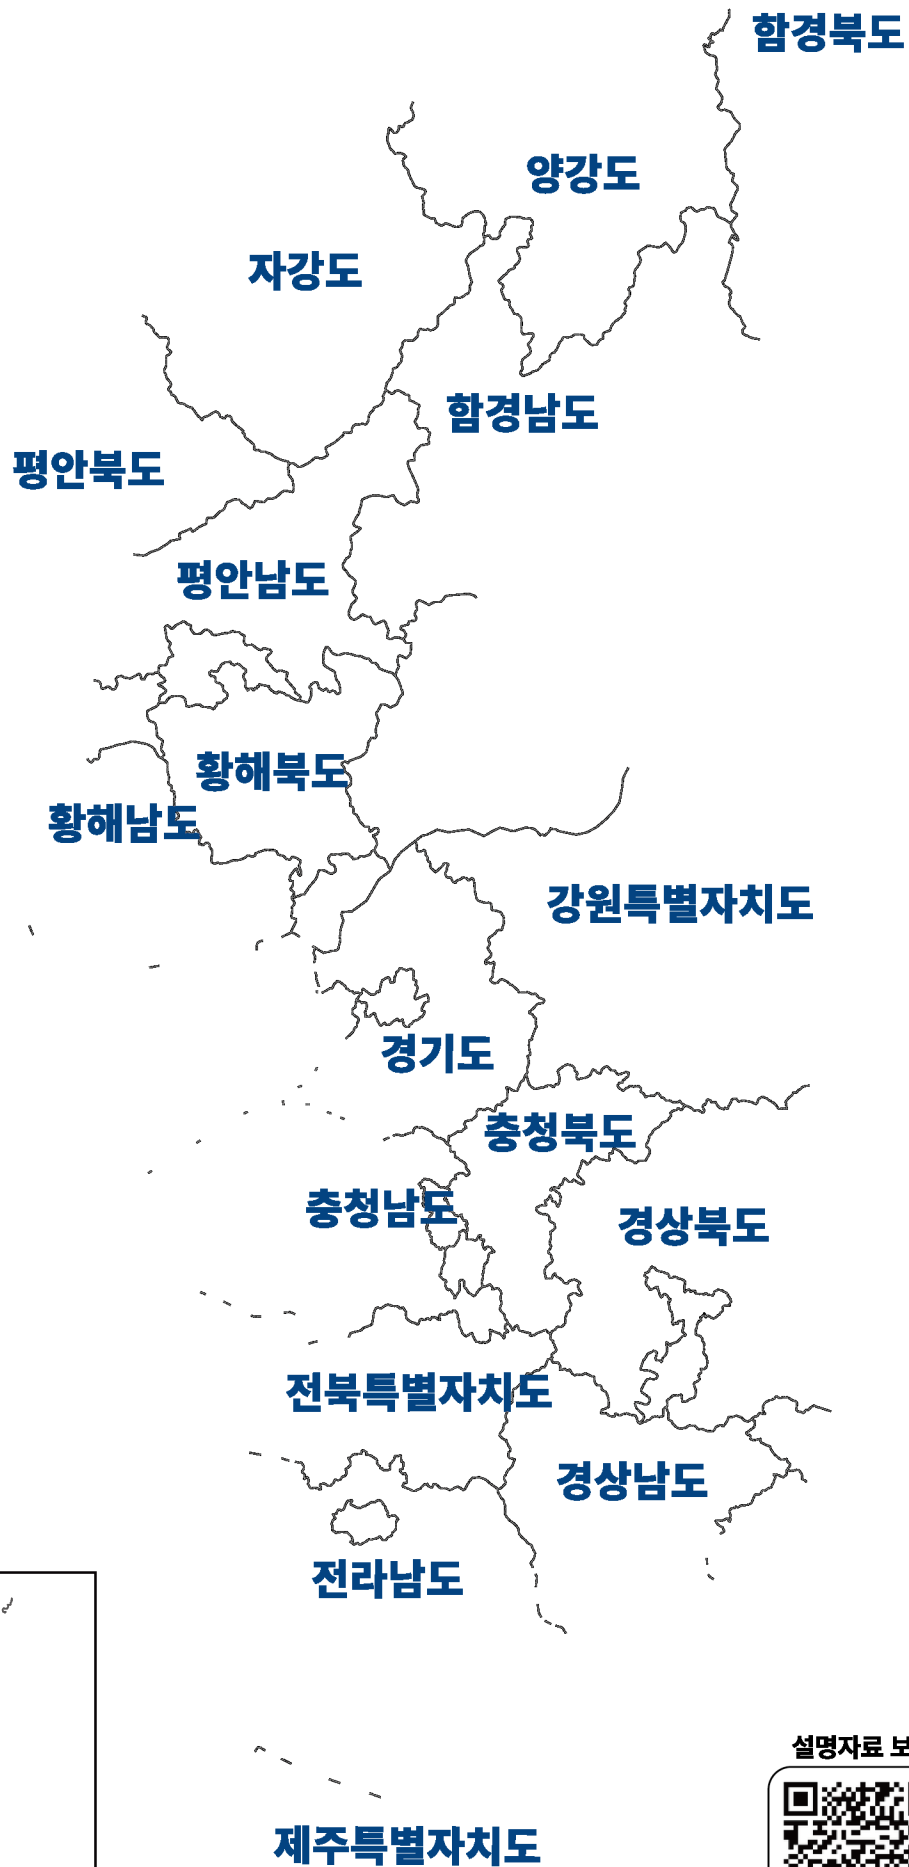 함경북도
양강도
자강도
함경남도
평안북도
평안남도
황해북도
황해남도
강원특별자치도
경기도
충청북도
충청남도
경상북도
전북특별자치도
경상남도
전라남도
설명자료 보
제주특별자치도